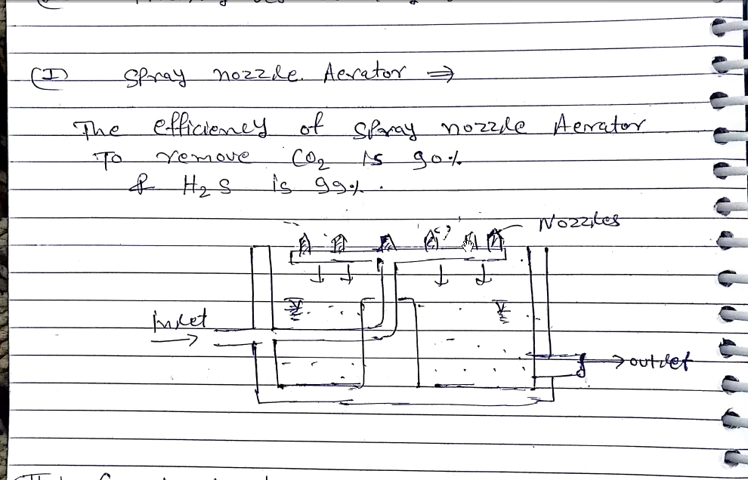 (I) Spray nozzle. Aerator ⇒
The efficiency of spray nozzle Aerator
To remove CO2 is 90%
& H2S is 99%.
Nozzles
Inlet
outlet